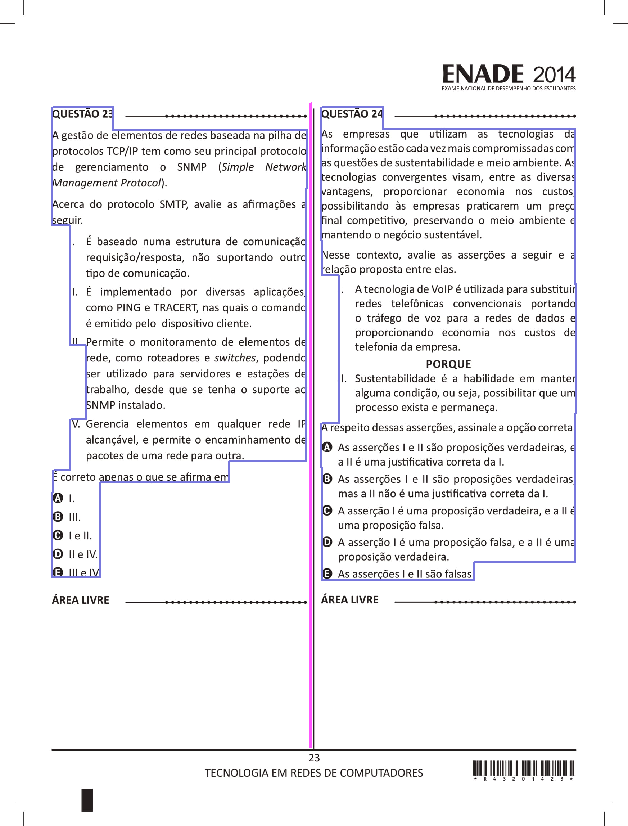 ENADE 2014
EXAME NACIONAL DE DESEMPENHO DOS ESTUDANTES
QUESTÃO 23
A gestão de elementos de redes baseada na pilha de
protocolos TCP/IP tem como seu principal protocolo
de gerenciamento o SNMP (Simple Network
Management Protocol).
Acerca do protocolo SMTP, avalie as afirmações a
seguir.
I. É baseado numa estrutura de comunicação
requisição/resposta, não suportando outro
tipo de comunicação.
II. É implementado por diversas aplicações,
como PING e TRACERT, nas quais o comando
é emitido pelo dispositivo cliente.
III. Permite o monitoramento de elementos de
rede, como roteadores e switches, podendo
ser utilizado para servidores e estações de
trabalho, desde que se tenha o suporte ao
SNMP instalado.
IV. Gerencia elementos em qualquer rede IP
alcançável, e permite o encaminhamento de
pacotes de uma rede para outra.
É correto apenas o que se afirma em
A I.
B III.
C I e II.
D II e IV.
E III e IV.
ÁREA LIVRE
QUESTÃO 24
As empresas que utilizam as tecnologias da
informação estão cada vez mais compromissadas com
as questões de sustentabilidade e meio ambiente. As
tecnologias convergentes visam, entre as diversas
vantagens, proporcionar economia nos custos,
possibilitando às empresas praticarem um preço
final competitivo, preservando o meio ambiente e
mantendo o negócio sustentável.
Nesse contexto, avalie as asserções a seguir e a
relação proposta entre elas.
I. A tecnologia de VoIP é utilizada para substituir
redes telefônicas convencionais portando
o tráfego de voz para a redes de dados e
proporcionando economia nos custos de
telefonia da empresa.
PORQUE
II. Sustentabilidade é a habilidade em manter
alguma condição, ou seja, possibilitar que um
processo exista e permaneça.
A respeito dessas asserções, assinale a opção correta.
A As asserções I e II são proposições verdadeiras, e
a II é uma justificativa correta da I.
B As asserções I e II são proposições verdadeiras,
mas a II não é uma justificativa correta da I.
C A asserção I é uma proposição verdadeira, e a II é
uma proposição falsa.
D A asserção I é uma proposição falsa, e a II é uma
proposição verdadeira.
E As asserções I e II são falsas.
ÁREA LIVRE
23
TECNOLOGIA EM REDES DE COMPUTADORES